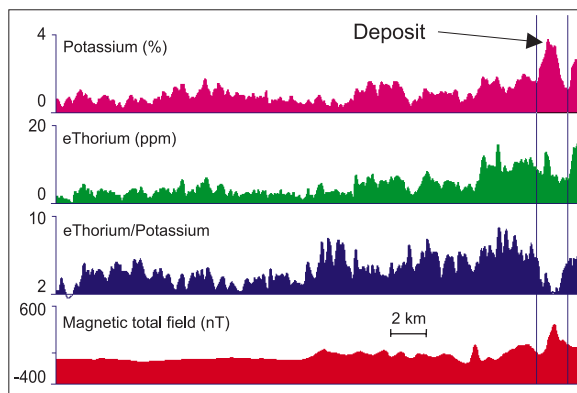 Deposit
4
Potassium (%)
0
20
eThorium (ppm)
0
10
eThorium/Potassium
2
600
Magnetic total field (nT)
2 km
-400